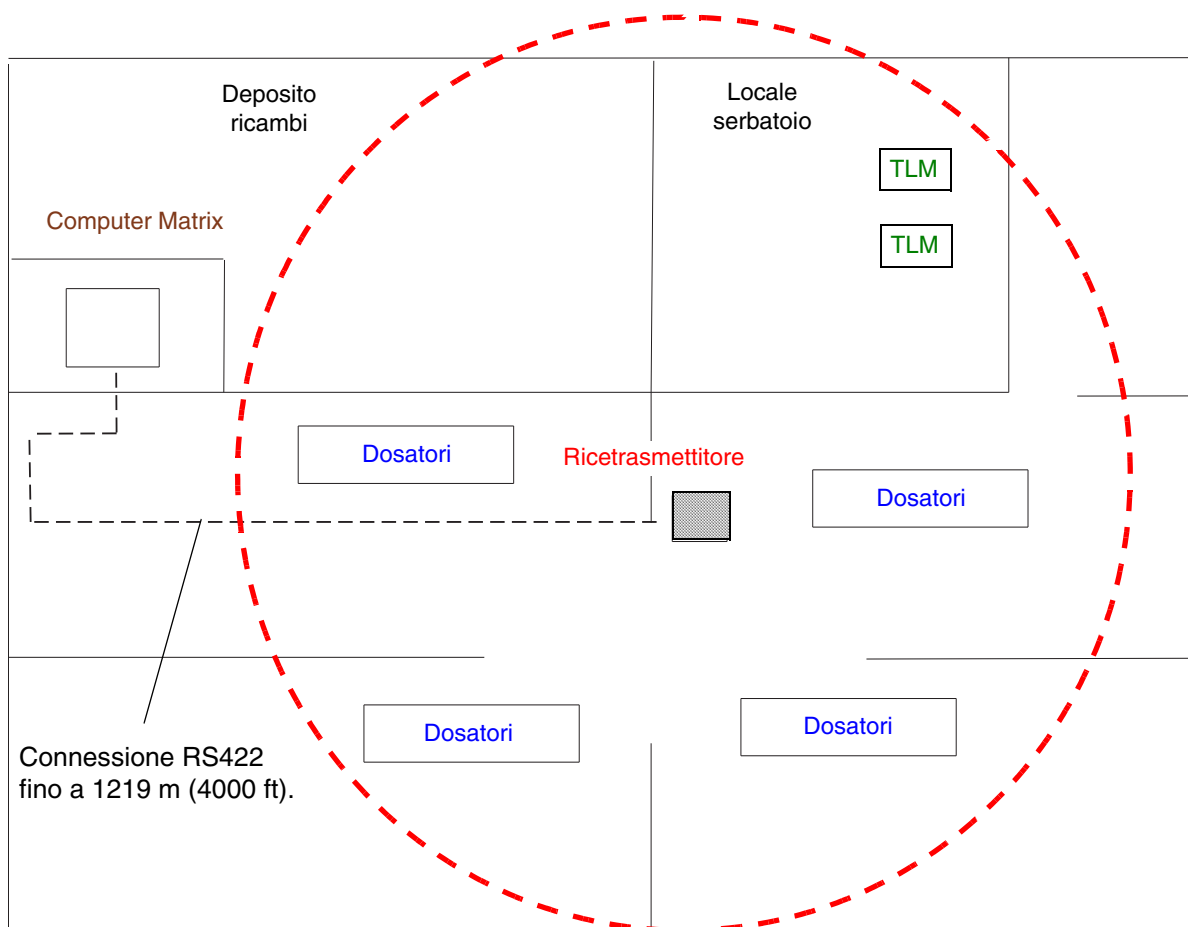 Deposito
ricambi
Locale
serbatoio
TLM
Computer Matrix
TLM
Dosatori
Ricetrasmettitore
Dosatori
Dosatori
Dosatori
Connessione RS422
fino a 1219 m (4000 ft).